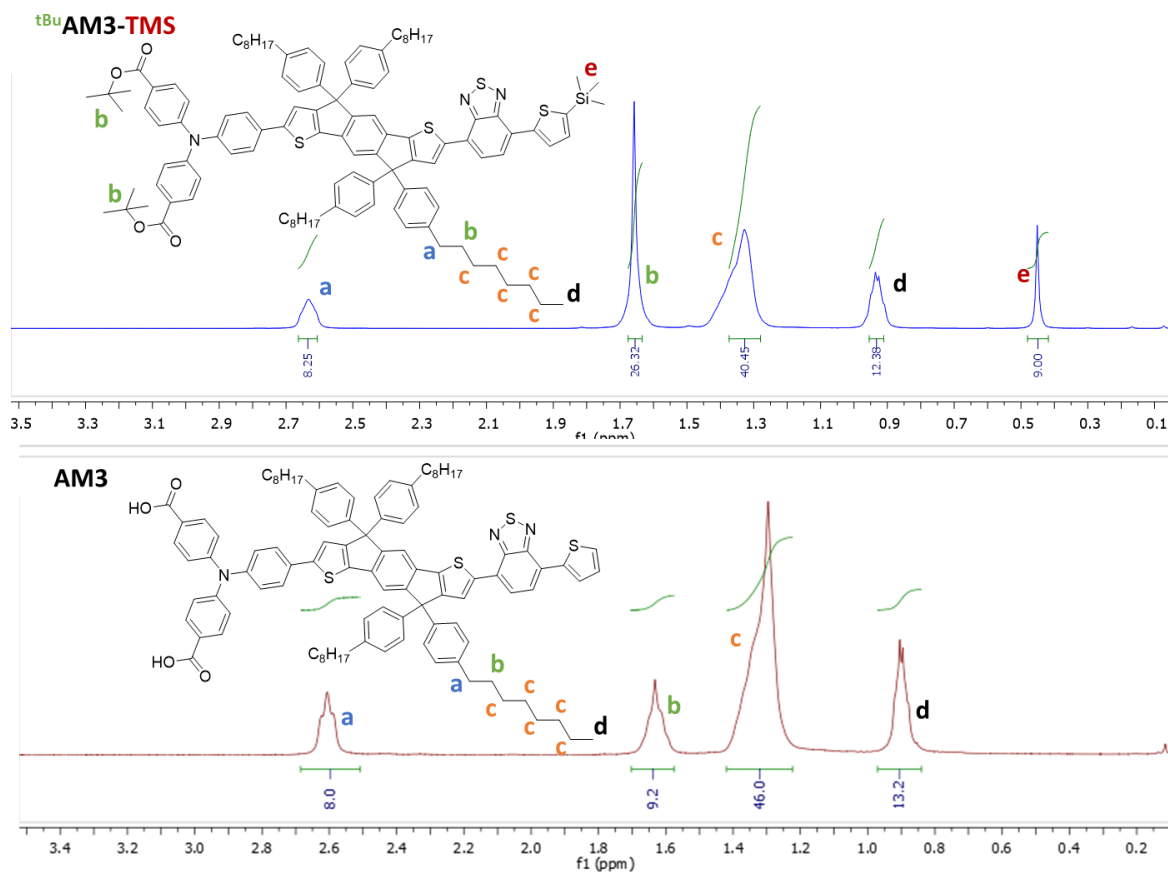 tBuAM3-TMS
C8H17
C8H17
e
O
O
b
N
S
N
S
Si
S
S
N
b
O
O
C8H17
b
a
c
c
c
c
c
d
a
b
c
d
e
8.25
26.32
40.45
12.38
9.00
3.5 3.3 3.1 2.9 2.7 2.5 2.3 2.1 1.9 1.7 1.5 1.3 1.1 0.9 0.7 0.5 0.3 0.1
f1 (ppm)
AM3
C8H17
C8H17
HO
O
N
S
N
S
S
S
N
HO
O
C8H17
b
a
c
c
c
c
c
d
a
b
c
d
8.0
9.2
46.0
13.2
3.4 3.2 3.0 2.8 2.6 2.4 2.2 2.0 1.8 1.6 1.4 1.2 1.0 0.8 0.6 0.4 0.2
f1 (ppm)